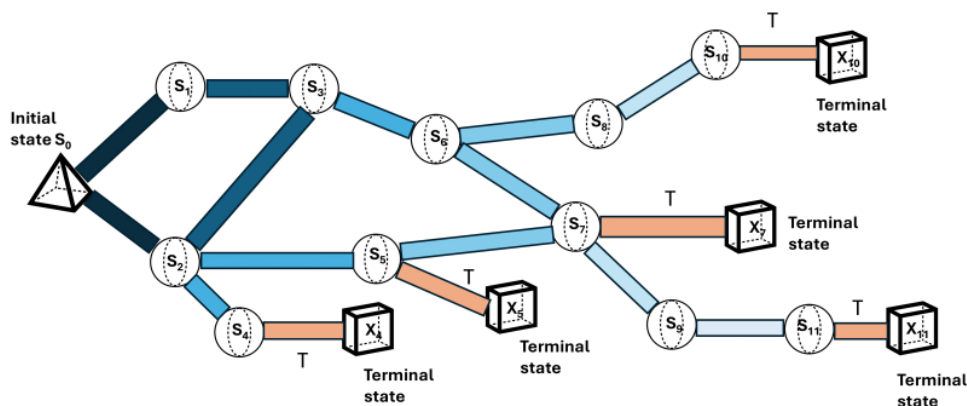 T
S10
X10
S1
S3
Terminal
state
Initial
state S0
S6
S8
T
S7
X7
Terminal
state
S2
S5
T
X5
S4
T
X4
Terminal
state
Terminal
state
S9
S11
T
X11
Terminal
state